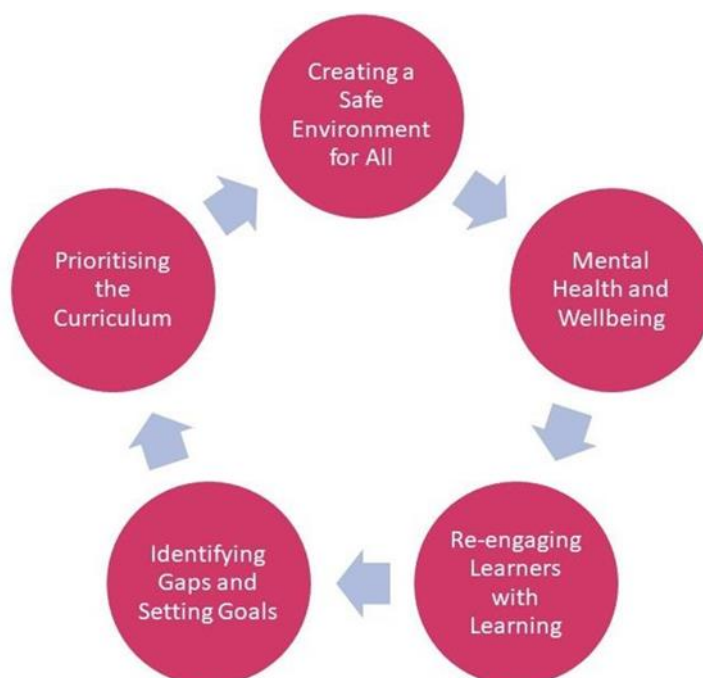 Creating a
Safe
Environment
for All
Mental
Health and
Wellbeing
Re-engaging
Learners
with
Learning
Identifying
Gaps and
Setting Goals
Prioritising
the
Curriculum